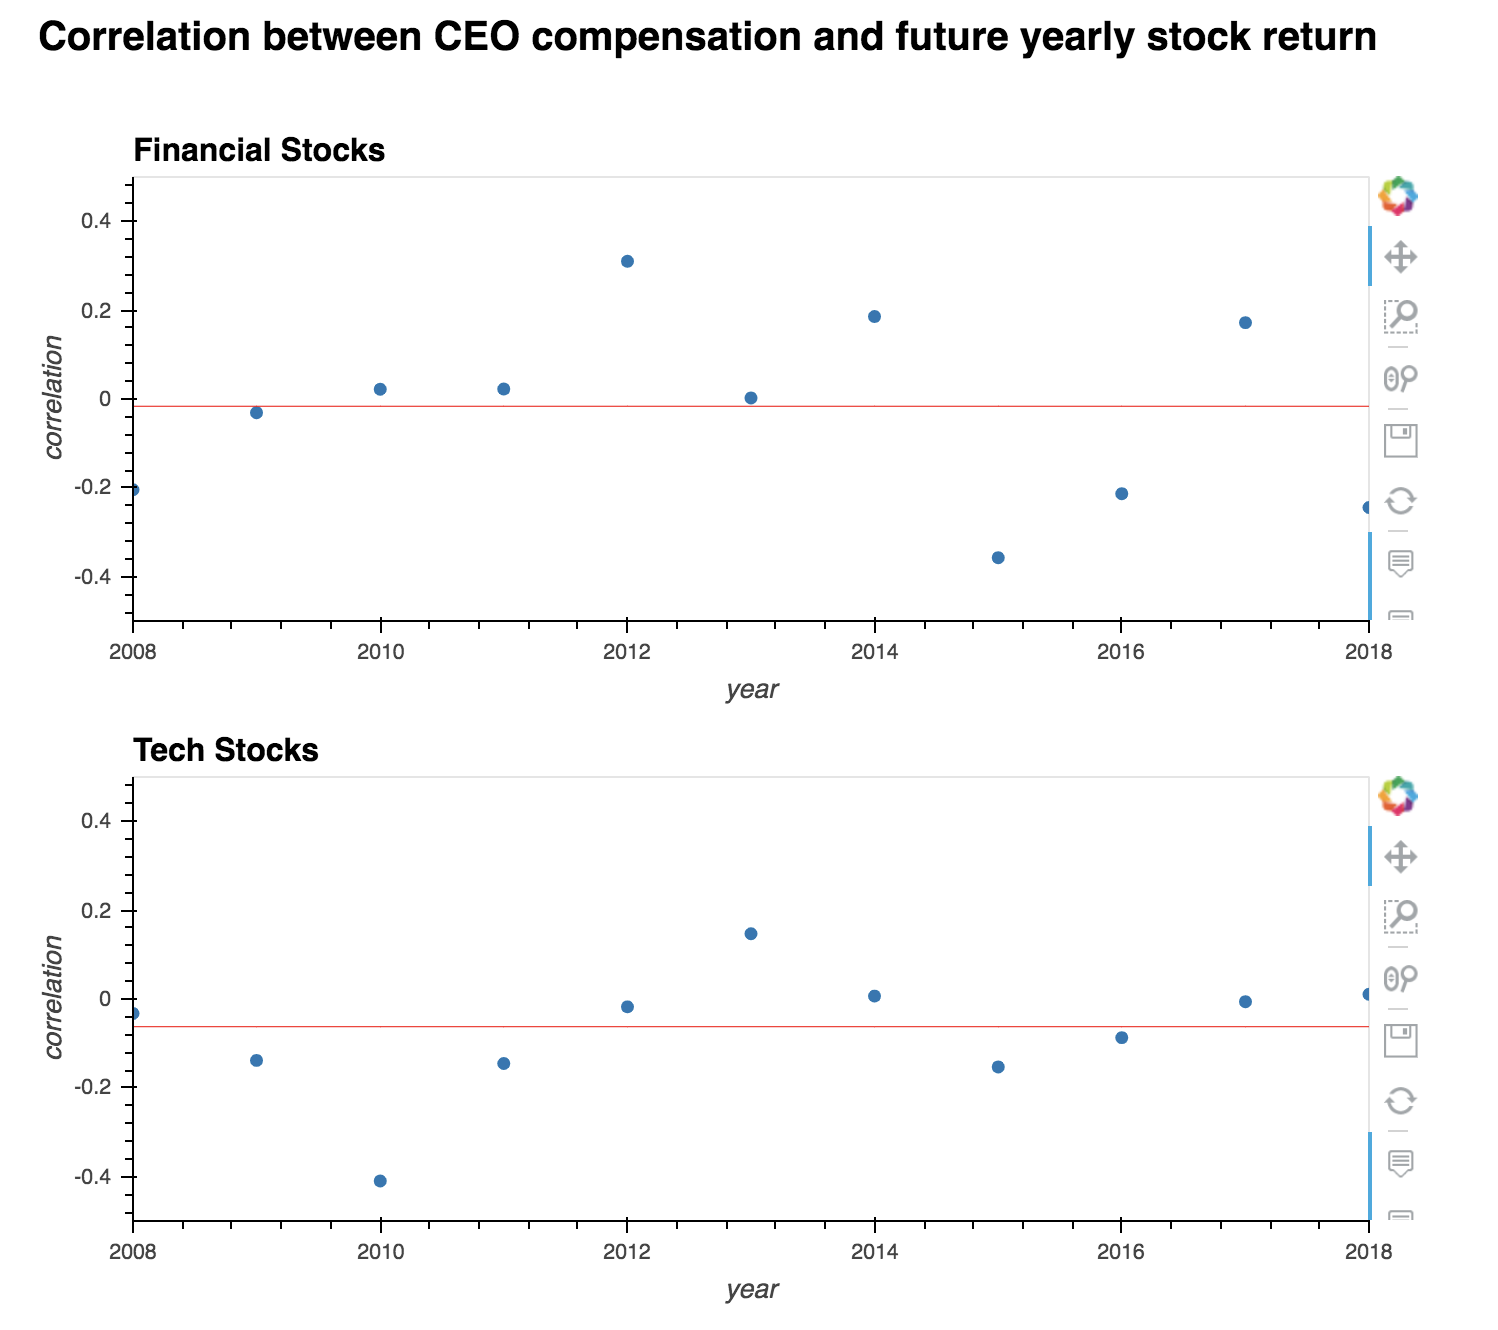 Correlation between CEO compensation and future yearly stock return
Financial Stocks
0.4
0.2
0
-0.2
-0.4
correlation
2008 2010 2012 2014 2016 2018
year
Tech Stocks
0.4
0.2
0
-0.2
-0.4
correlation
2008 2010 2012 2014 2016 2018
year